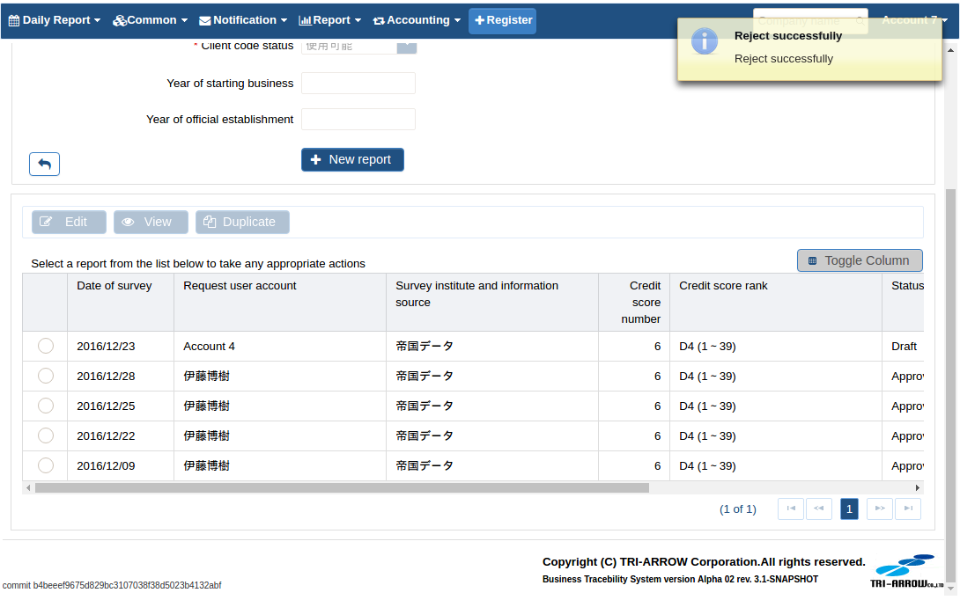 Daily Report Common Notification Report Accounting + Register Company name Account 7
Reject successfully
Reject successfully
* Client code status 使用可能
Year of starting business
Year of official establishment
+ New report
Edit View Duplicate
Select a report from the list below to take any appropriate actions Toggle Column
Date of survey Request user account Survey institute and information source Credit score number Credit score rank Status
2016/12/23 Account 4 帝国データ 6 D4 (1 ~ 39) Draft
2016/12/28 伊藤博樹 帝国データ 6 D4 (1 ~ 39) Appro
2016/12/25 伊藤博樹 帝国データ 6 D4 (1 ~ 39) Appro
2016/12/22 伊藤博樹 帝国データ 6 D4 (1 ~ 39) Appro
2016/12/09 伊藤博樹 帝国データ 6 D4 (1 ~ 39) Appro
(1 of 1) 1
Copyright (C) TRI-ARROW Corporation.All rights reserved.
Business Tracebility System version Alpha 02 rev. 3.1-SNAPSHOT
TRI-ARROW Co.,LTD
commit b4beeef9675d829bc3107038f38d5023b4132abf